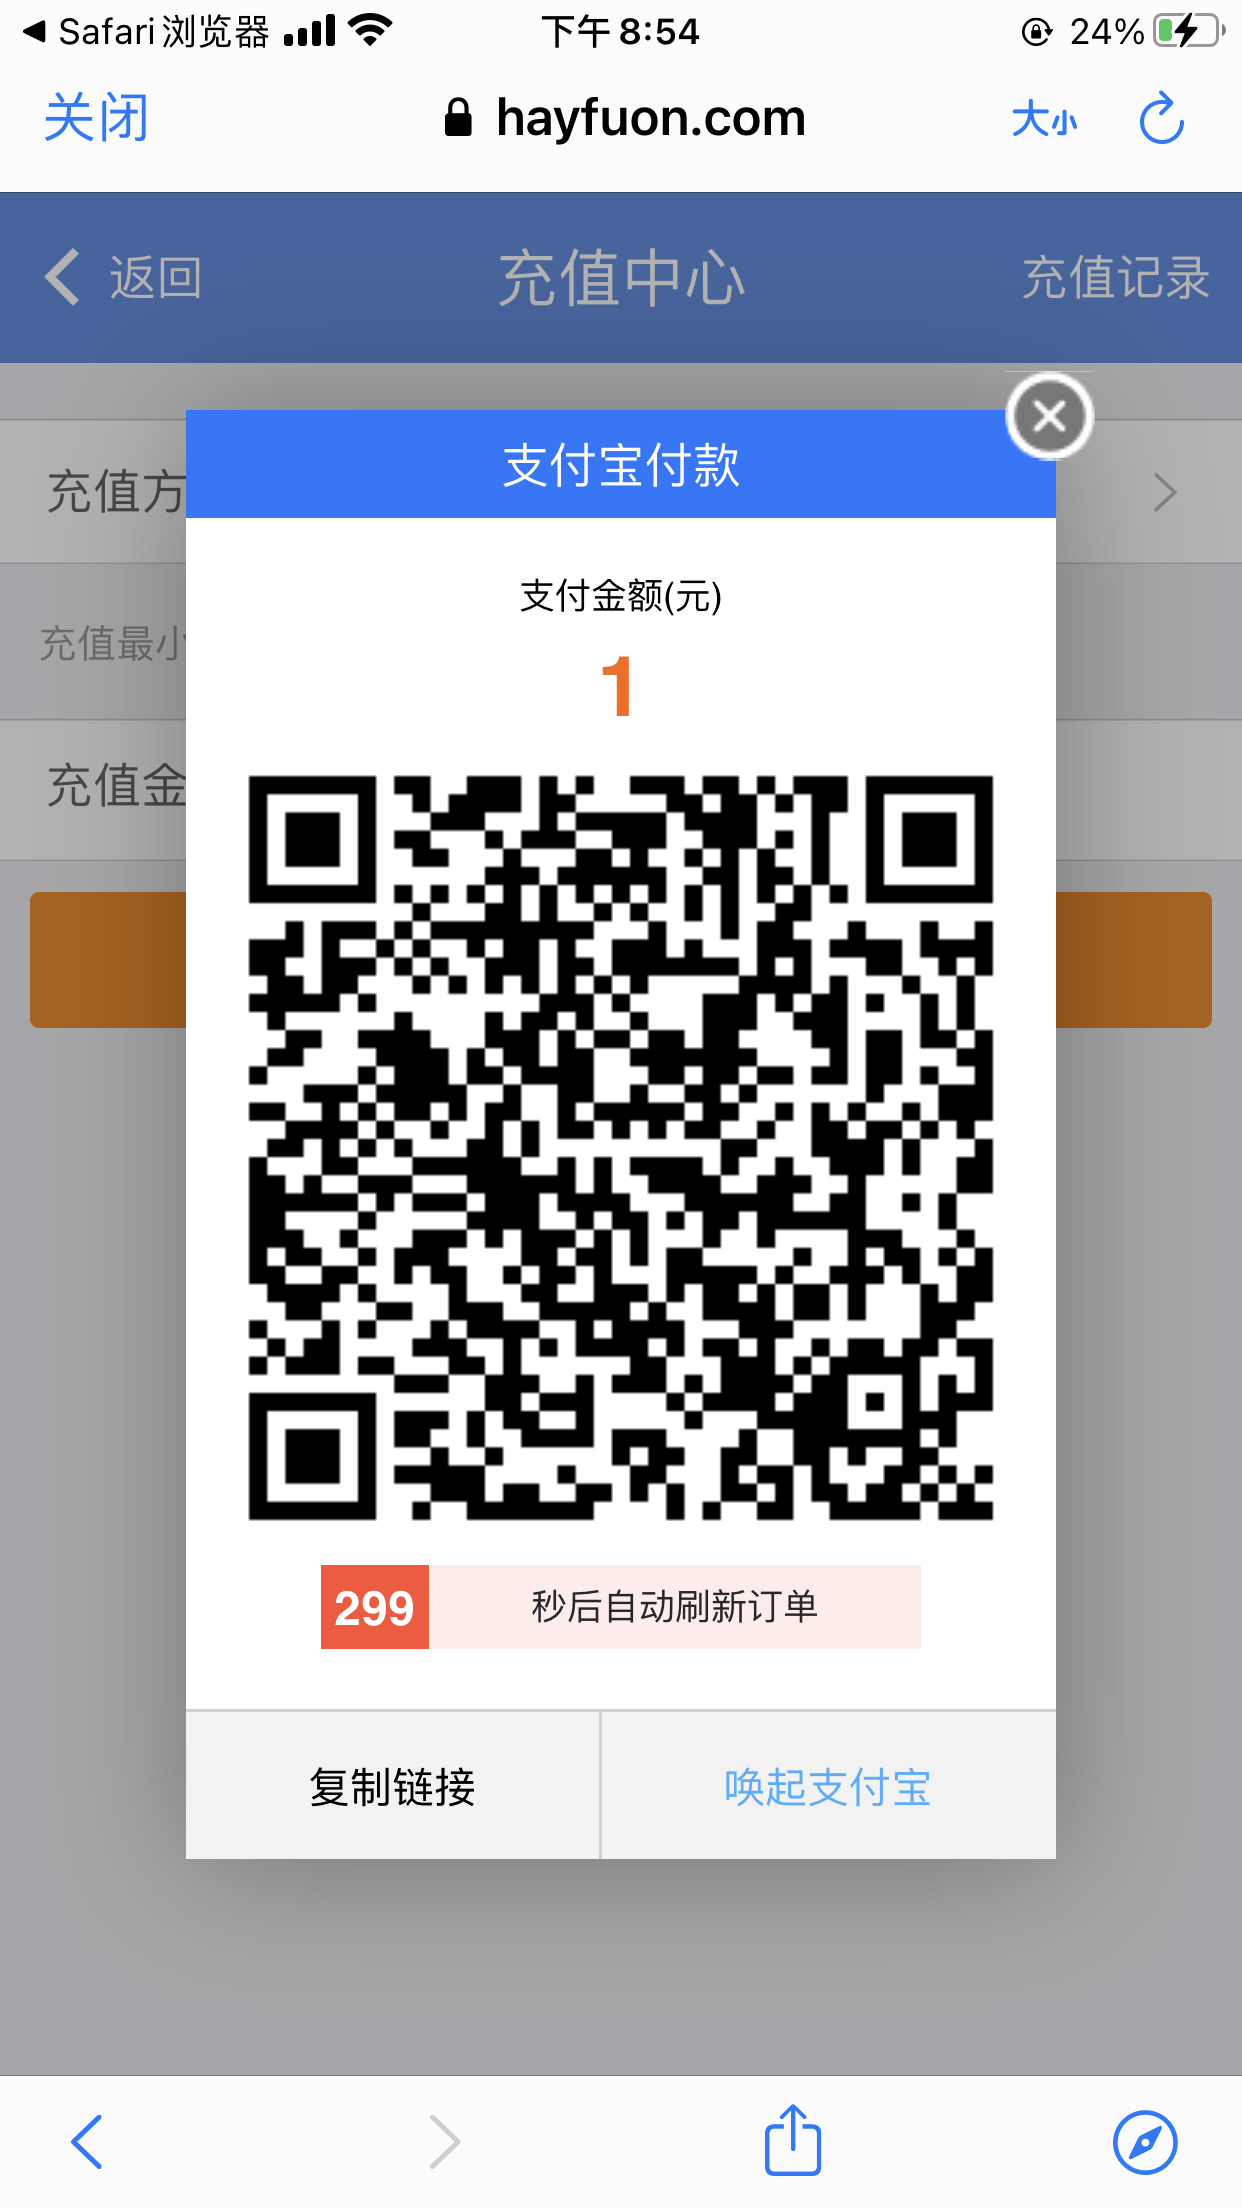 Safari浏览器 下午8:54 24%
关闭 hayfuon.com 大小
返回 充值中心 充值记录
支付宝付款
充值方
支付金额(元)
充值最小
1
充值金
299 秒后自动刷新订单
复制链接 唤起支付宝